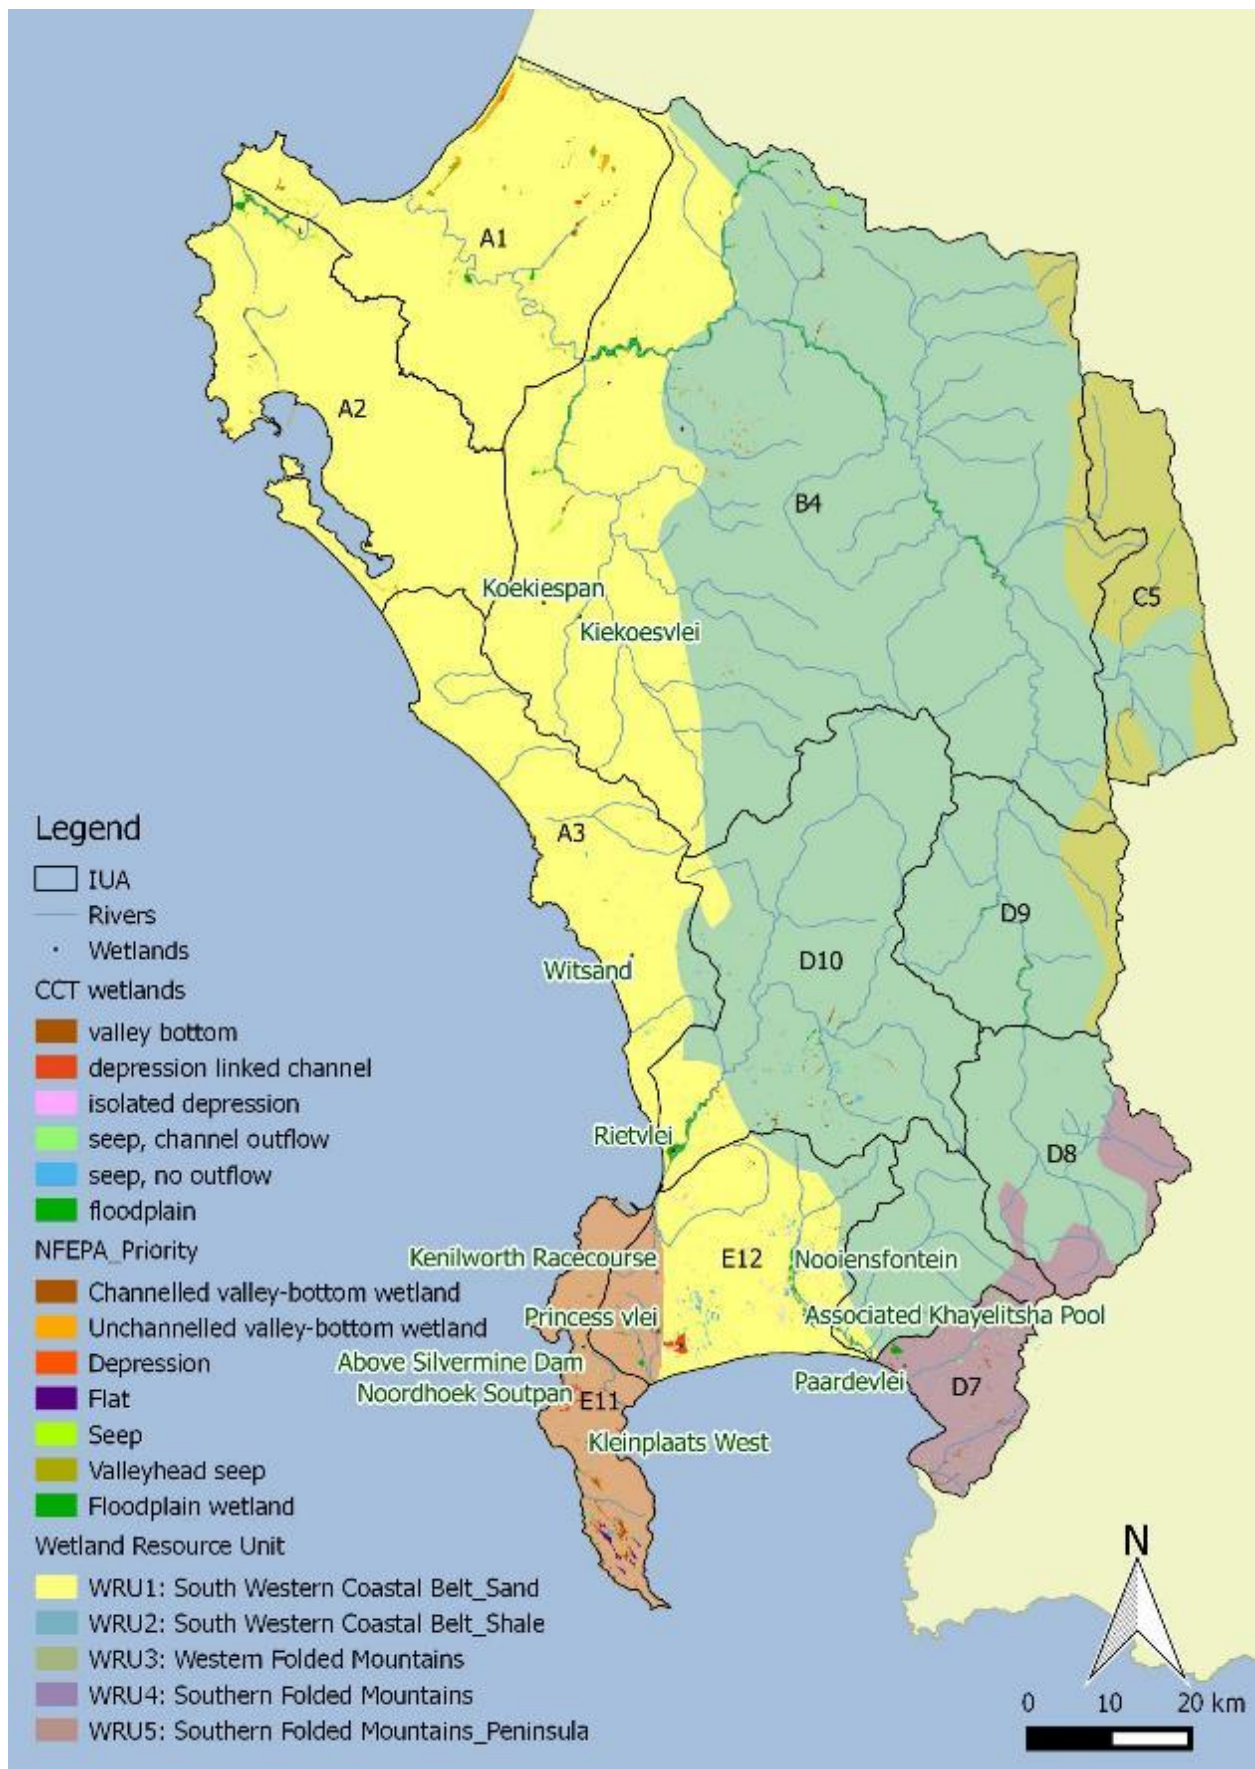 A1
A2
B4
C5
Koekiespan
Kiekoesvlei
A3
D9
D10
Witsand
Rietvlei
D8
Kenilworth Racecourse
E12
Nooiensfontein
Princess vlei
Associated Khayelitsha Pool
Above Silvermine Dam
Paardevlei
Noordhoek Soutpan
E11
D7
Kleinplaats West
Legend
IUA
Rivers
Wetlands
CCT wetlands
valley bottom
depression linked channel
isolated depression
seep, channel outflow
seep, no outflow
floodplain
NFEPA_Priority
Channelled valley-bottom wetland
Unchannelled valley-bottom wetland
Depression
Flat
Seep
Valleyhead seep
Floodplain wetland
Wetland Resource Unit
WRU1: South Western Coastal Belt_Sand
WRU2: South Western Coastal Belt_Shale
WRU3: Western Folded Mountains
WRU4: Southern Folded Mountains
WRU5: Southern Folded Mountains_Peninsula
N
0 10 20 km